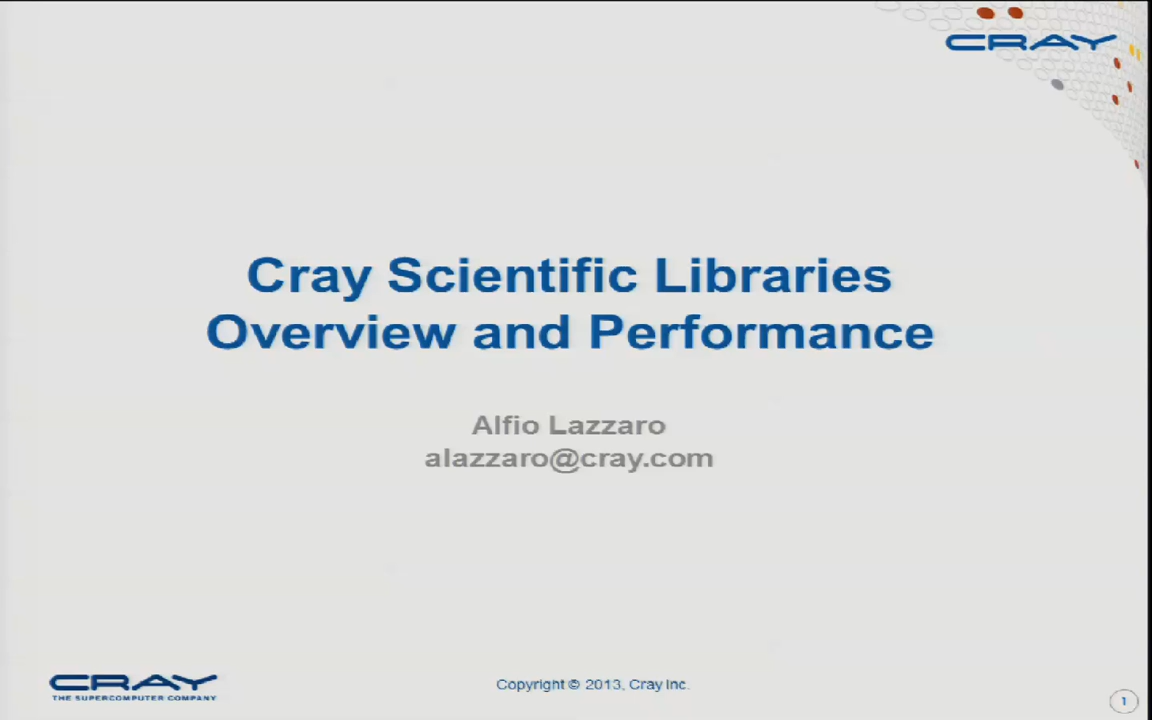 CRAY
Cray Scientific Libraries
Overview and Performance
Alfio Lazzaro
alazzaro@cray.com
CRAY
THE SUPERCOMPUTER COMPANY
Copyright © 2013, Cray Inc.
1